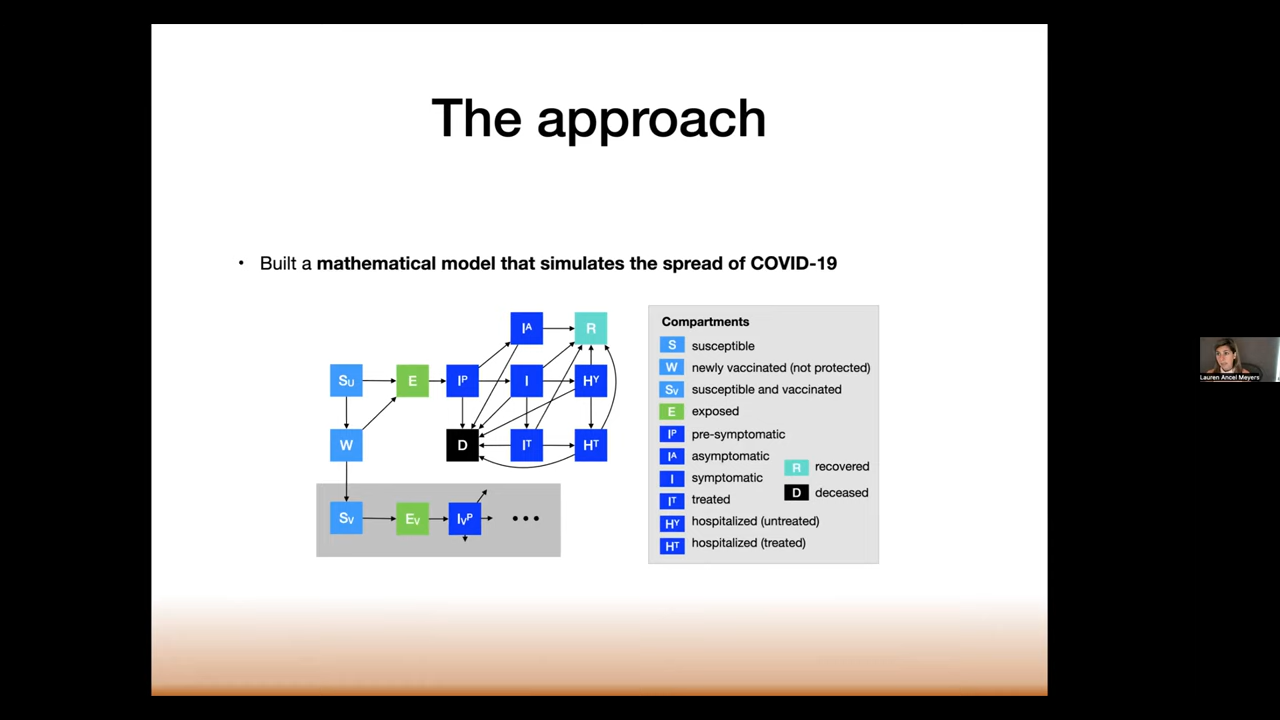 The approach
• Built a mathematical model that simulates the spread of COVID-19
IA R
SU E IP I HY
W D IT HT
SV EV IVP •••
Compartments
S susceptible
W newly vaccinated (not protected)
SV susceptible and vaccinated
E exposed
IP pre-symptomatic
IA asymptomatic
I symptomatic
IT treated
HY hospitalized (untreated)
HT hospitalized (treated)
R recovered
D deceased
Lauren Ancel Meyers